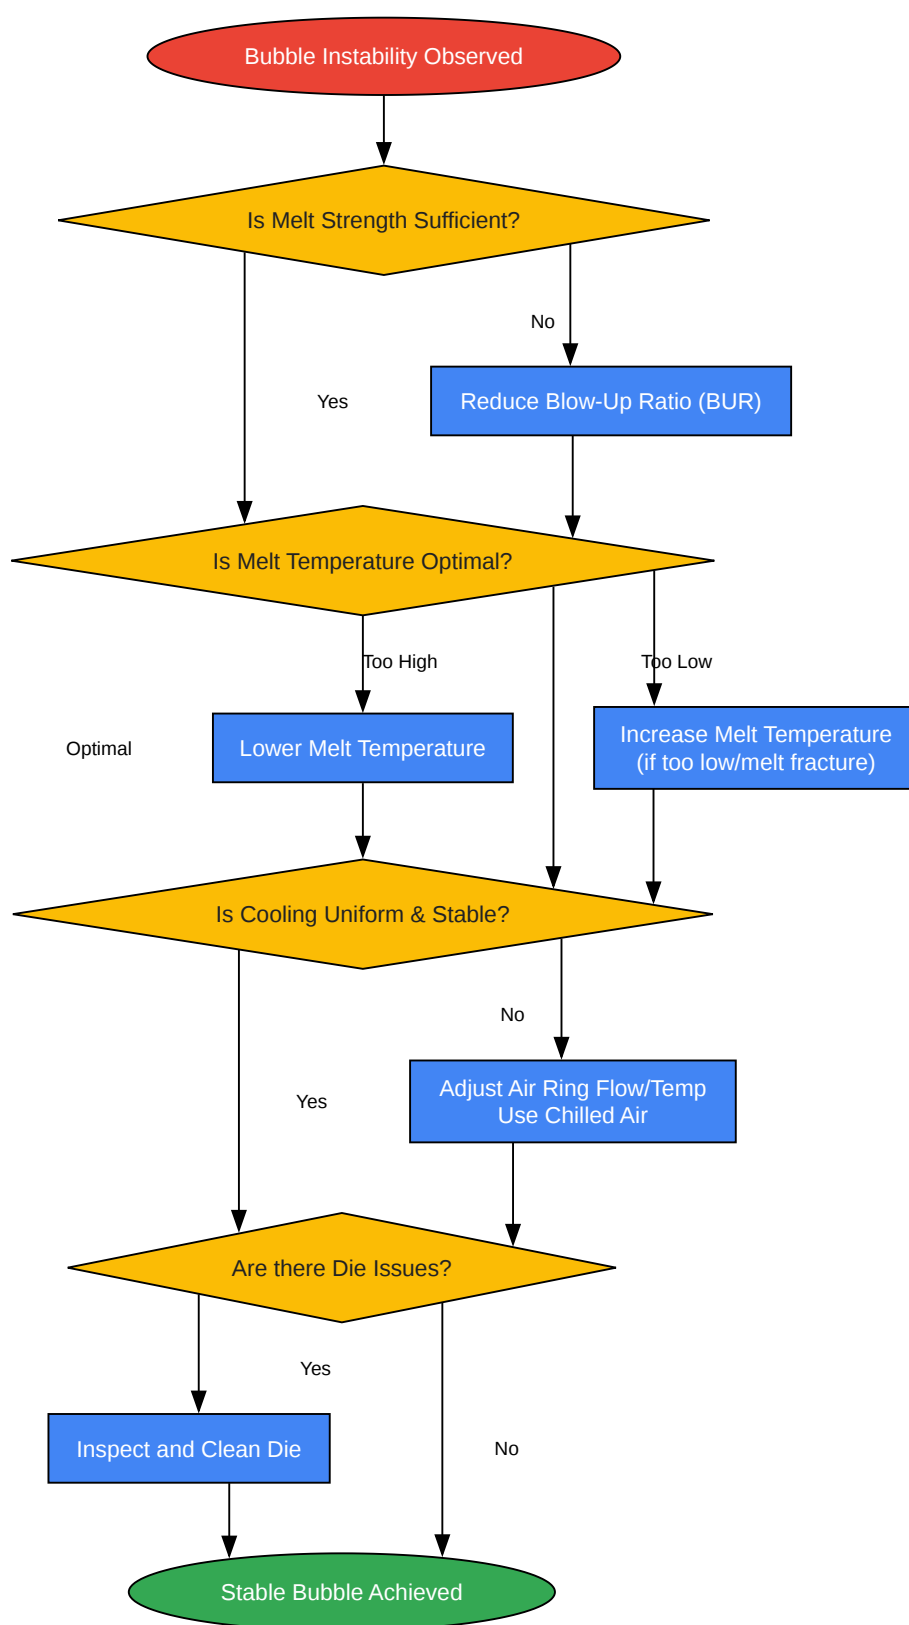 Bubble Instability Observed
Is Melt Strength Sufficient?
No
Yes
Reduce Blow-Up Ratio (BUR)
Is Melt Temperature Optimal?
Too High
Too Low
Optimal
Lower Melt Temperature
Increase Melt Temperature
(if too low/melt fracture)
Is Cooling Uniform & Stable?
No
Yes
Adjust Air Ring Flow/Temp
Use Chilled Air
Are there Die Issues?
Yes
Inspect and Clean Die
No
Stable Bubble Achieved